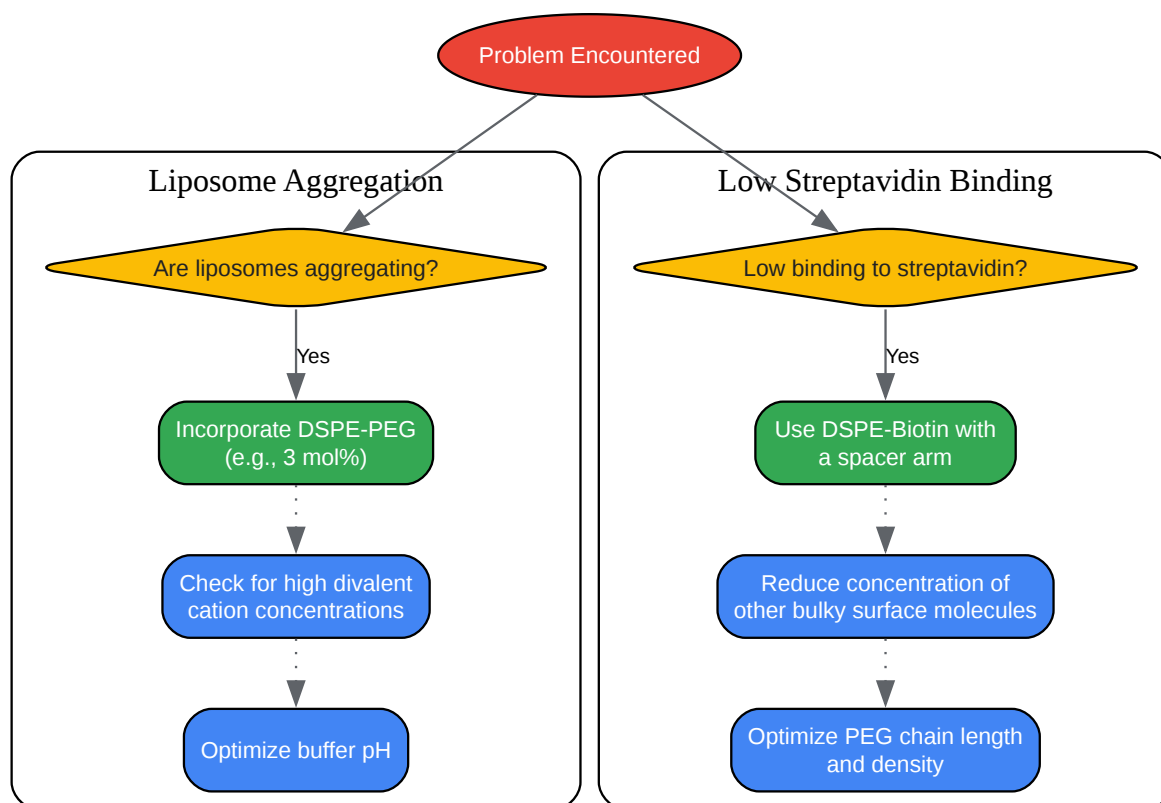 Problem Encountered
Liposome Aggregation
Are liposomes aggregating?
Yes
Incorporate DSPE-PEG
(e.g., 3 mol%)
Check for high divalent
cation concentrations
Optimize buffer pH
Low Streptavidin Binding
Low binding to streptavidin?
Yes
Use DSPE-Biotin with
a spacer arm
Reduce concentration of
other bulky surface molecules
Optimize PEG chain length
and density